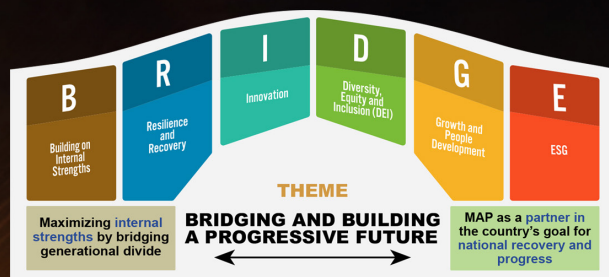 B
Building on
Internal
Strengths
R
Resilience
and
Recovery
I
Innovation
D
Diversity,
Equity and
Inclusion (DEI)
G
Growth and
People
Development
E
ESG
THEME
BRIDGING AND BUILDING
A PROGRESSIVE FUTURE
Maximizing internal
strengths by bridging
generational divide
MAP as a partner in
the country's goal for
national recovery and
progress